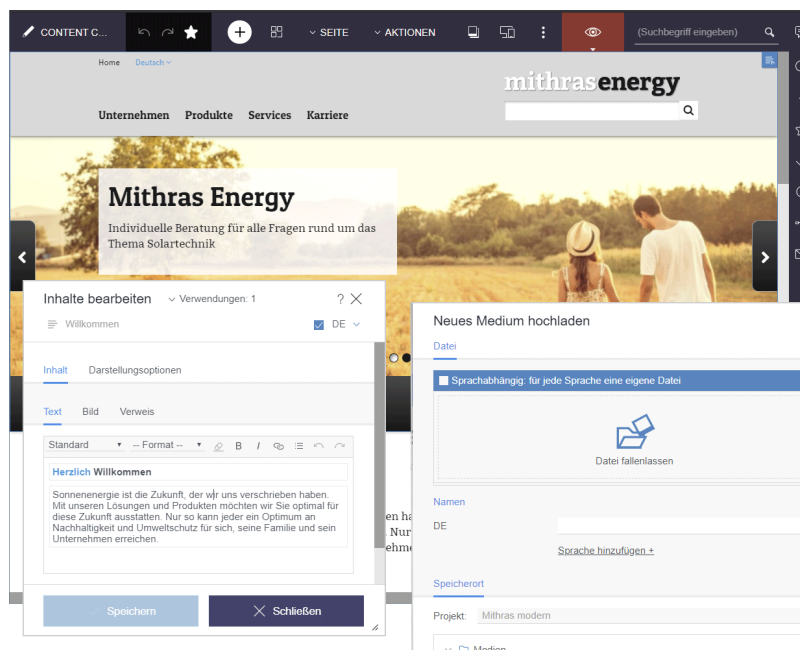 CONTENT C...
SEITE
AKTIONEN
(Suchbegriff eingeben)
Home Deutsch
mithrasenergy
Unternehmen Produkte Services Karriere
Mithras Energy
Individuelle Beratung für alle Fragen rund um das
Thema Solartechnik
Inhalte bearbeiten
Verwendungen: 1
?
Willkommen
DE
Inhalt Darstellungsoptionen
Text Bild Verweis
Standard
-- Format --
B I
Herzlich Willkommen
Sonnenenergie ist die Zukunft, der wir uns verschrieben haben.
Mit unseren Lösungen und Produkten möchten wir Sie optimal für
diese Zukunft ausstatten. Nur so kann jeder ein Optimum an
Nachhaltigkeit und Umweltschutz für sich, seine Familie und sein
Unternehmen erreichen.
Speichern
Schließen
en ha
Nur
ehme
Neues Medium hochladen
Datei
Sprachabhängig: für jede Sprache eine eigene Datei
Datei fallenlassen
Namen
DE
Sprache hinzufügen +
Speicherort
Projekt: Mithras modern
Medien